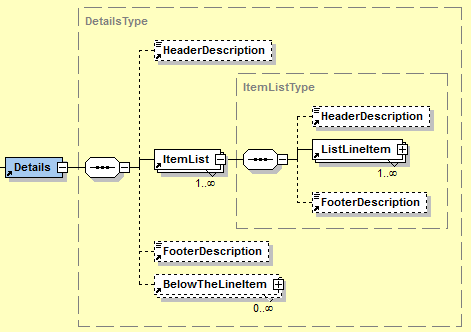 DetailsType
HeaderDescription
ItemListType
HeaderDescription
Details
ItemList
ListLineItem
1..∞
1..∞
FooterDescription
FooterDescription
BelowTheLineItem
0..∞